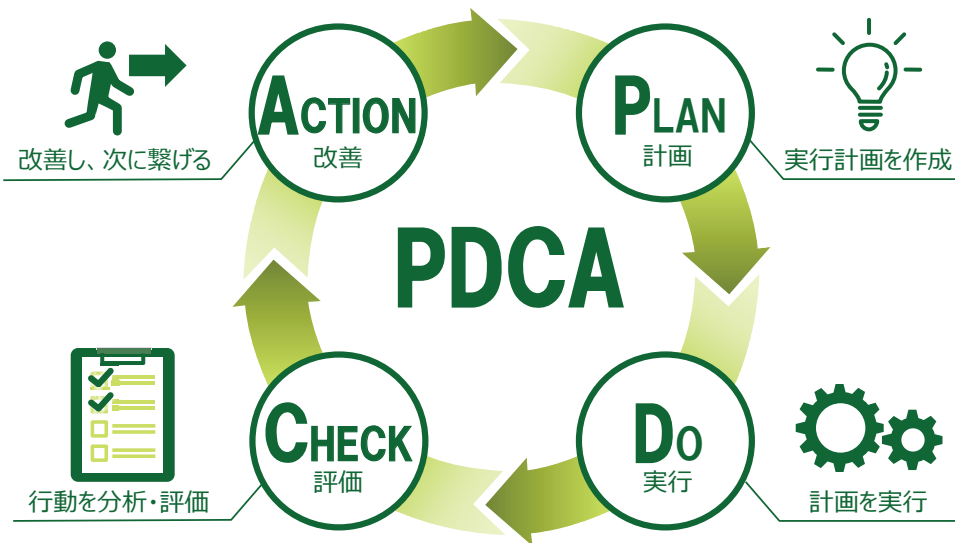 ACTION
改善
改善し、次に繋げる
PLAN
計画
実行計画を作成
PDCA
CHECK
評価
行動を分析・評価
DO
実行
計画を実行